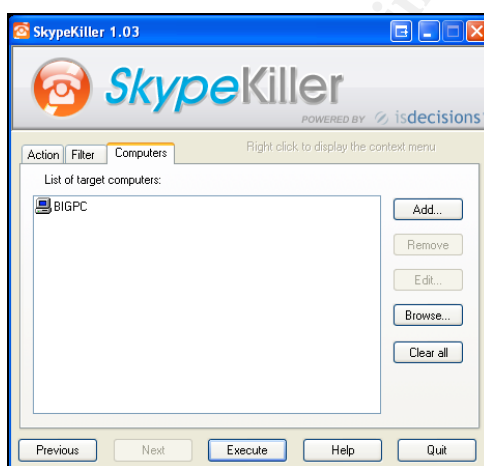 SkypeKiller 1.03
SkypeKiller
POWERED BY isdecisions
Action Filter Computers
Right click to display the context menu
List of target computers:
BIGPC
Add...
Remove
Edit...
Browse...
Clear all
Previous Next Execute Help Quit